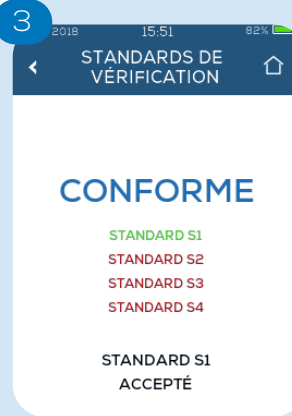 3
2018 15:51 82%
STANDARDS DE
VÉRIFICATION
CONFORME
STANDARD S1
STANDARD S2
STANDARD S3
STANDARD S4
STANDARD S1
ACCEPTÉ